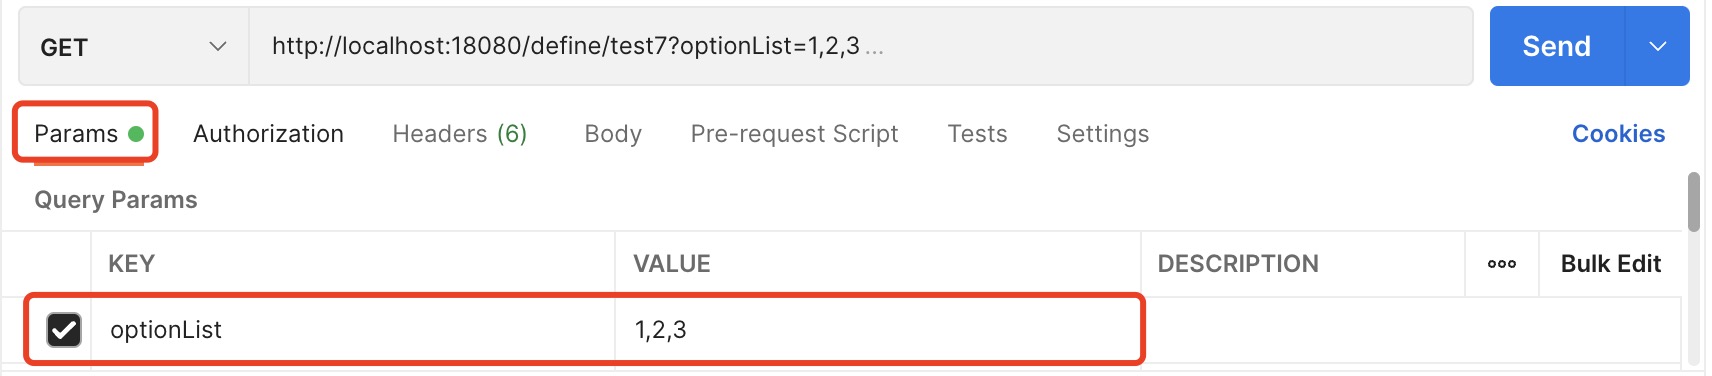 GET http://localhost:18080/define/test7?optionList=1,2,3 ... Send
Params Authorization Headers (6) Body Pre-request Script Tests Settings Cookies
Query Params
KEY VALUE DESCRIPTION ooo Bulk Edit
optionList 1,2,3